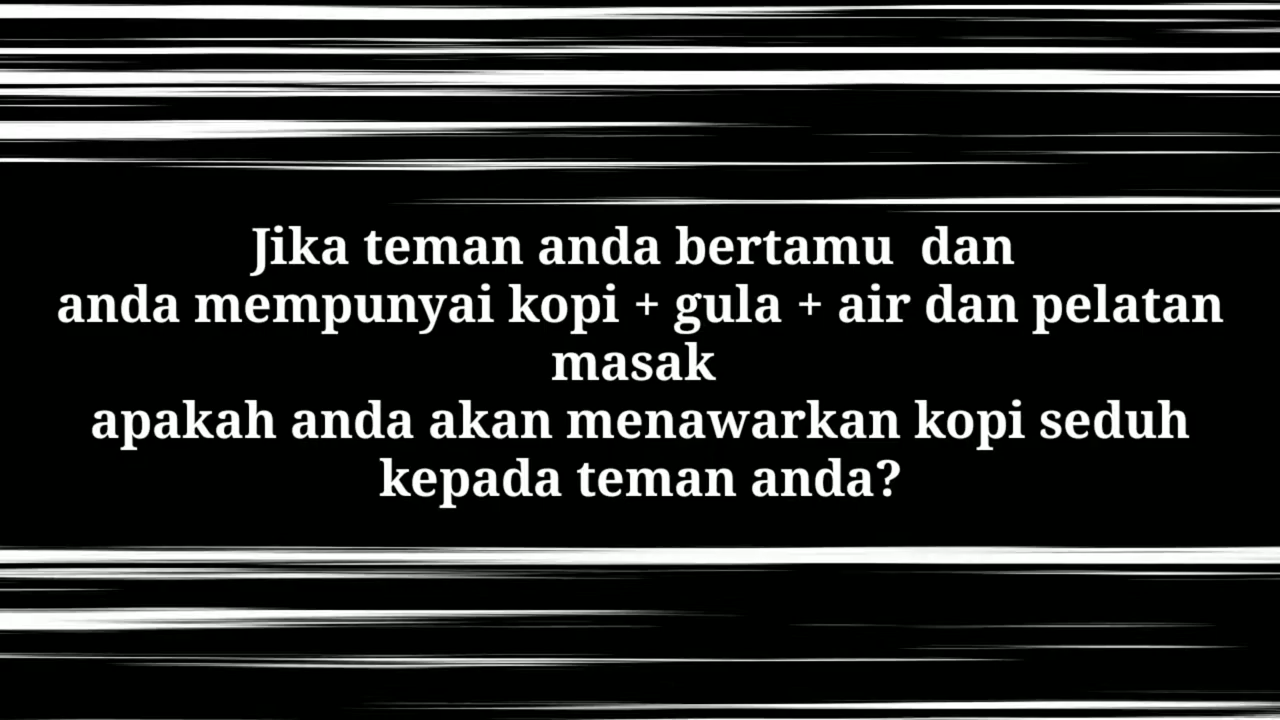 Jika teman anda bertamu  dan
anda mempunyai kopi + gula + air dan pelatan
masak
apakah anda akan menawarkan kopi seduh
kepada teman anda?